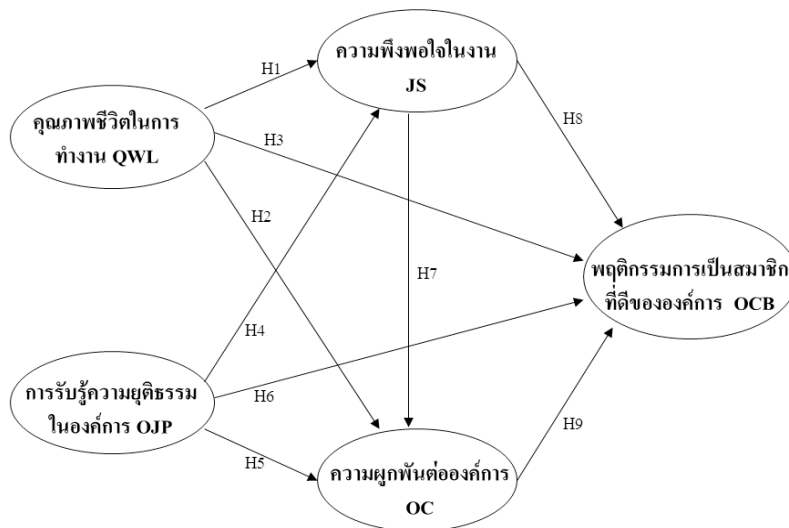 ความพึงพอใจในงาน
JS
H1
คุณภาพชีวิตในการ
ทำงาน QWL
H3
H8
H2
H7
พฤติกรรมการเป็นสมาชิก
ที่ดีขององค์การ OCB
H4
การรับรู้ความยุติธรรม
ในองค์การ OJP
H6
H9
H5
ความผูกพันต่อองค์การ
OC